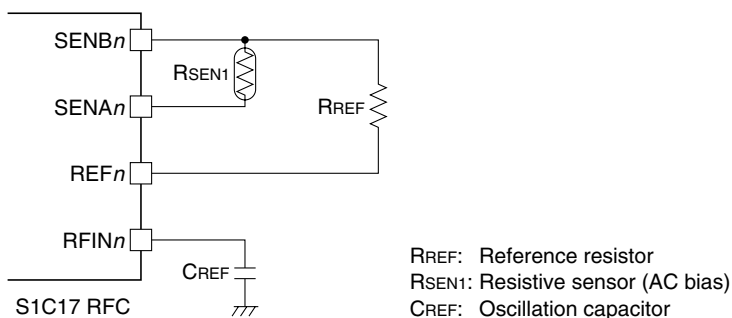 SENBn
RSEN1
SENAn
RREF
REFn
RFINn
CREF
RREF: Reference resistor
RSEN1: Resistive sensor (AC bias)
CREF: Oscillation capacitor
S1C17 RFC